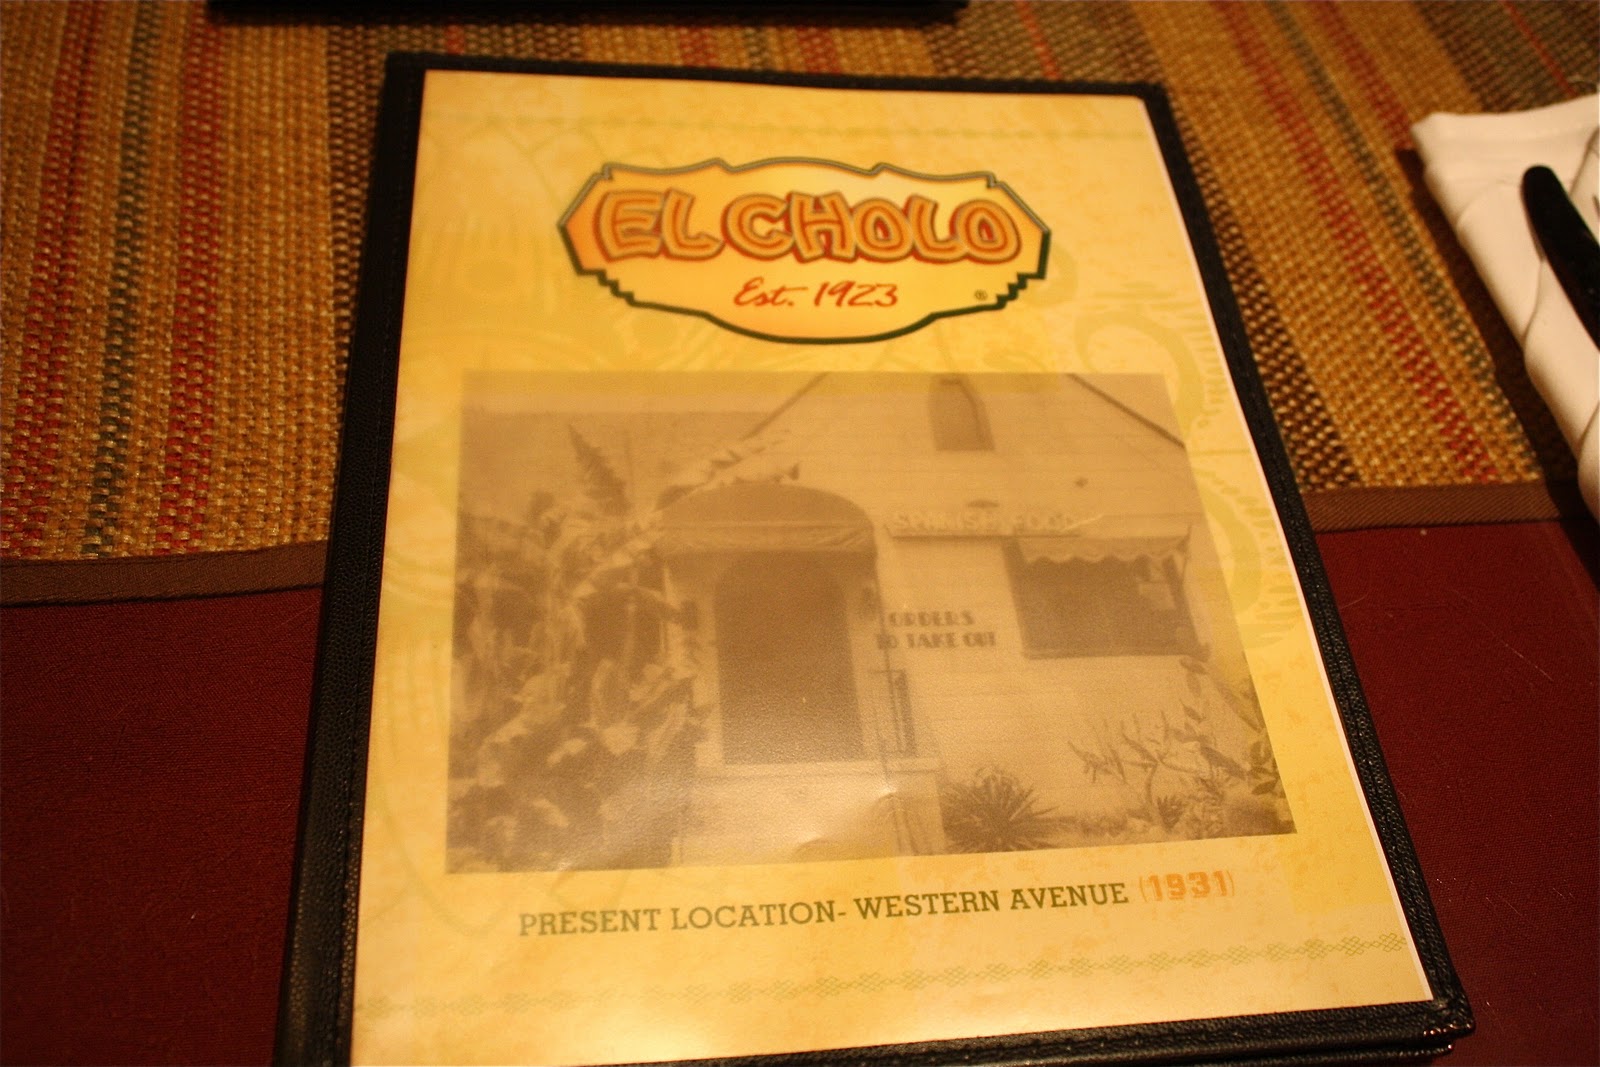 EL CHOLO
Est. 1923
®
SPANISH FOOD
ORDERS
TO TAKE OUT
PRESENT LOCATION- WESTERN AVENUE (1931)